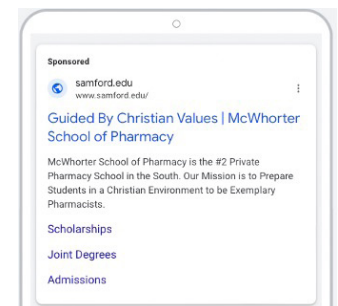 Sponsored
samford.edu
www.samford.edu/
Guided By Christian Values | McWhorter
School of Pharmacy
McWhorter School of Pharmacy is the #2 Private
Pharmacy School in the South. Our Mission is to Prepare
Students in a Christian Environment to be Exemplary
Pharmacists.
Scholarships
Joint Degrees
Admissions